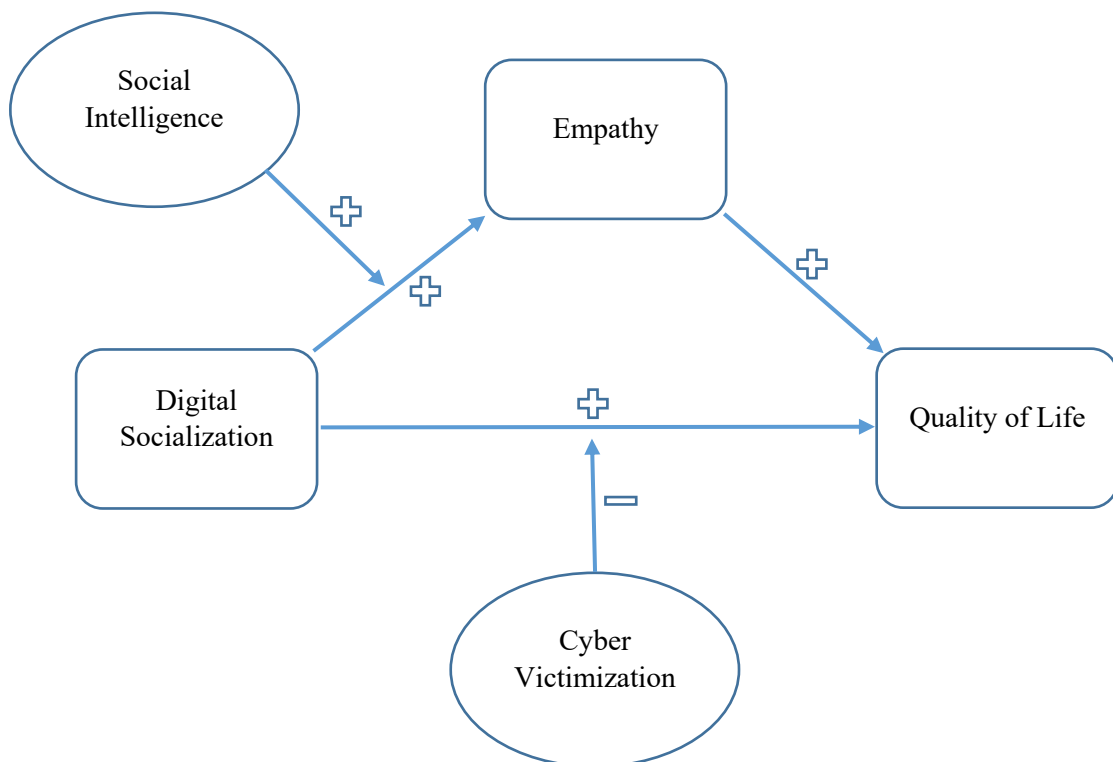 Social
Intelligence
Empathy
Digital
Socialization
Quality of Life
Cyber
Victimization